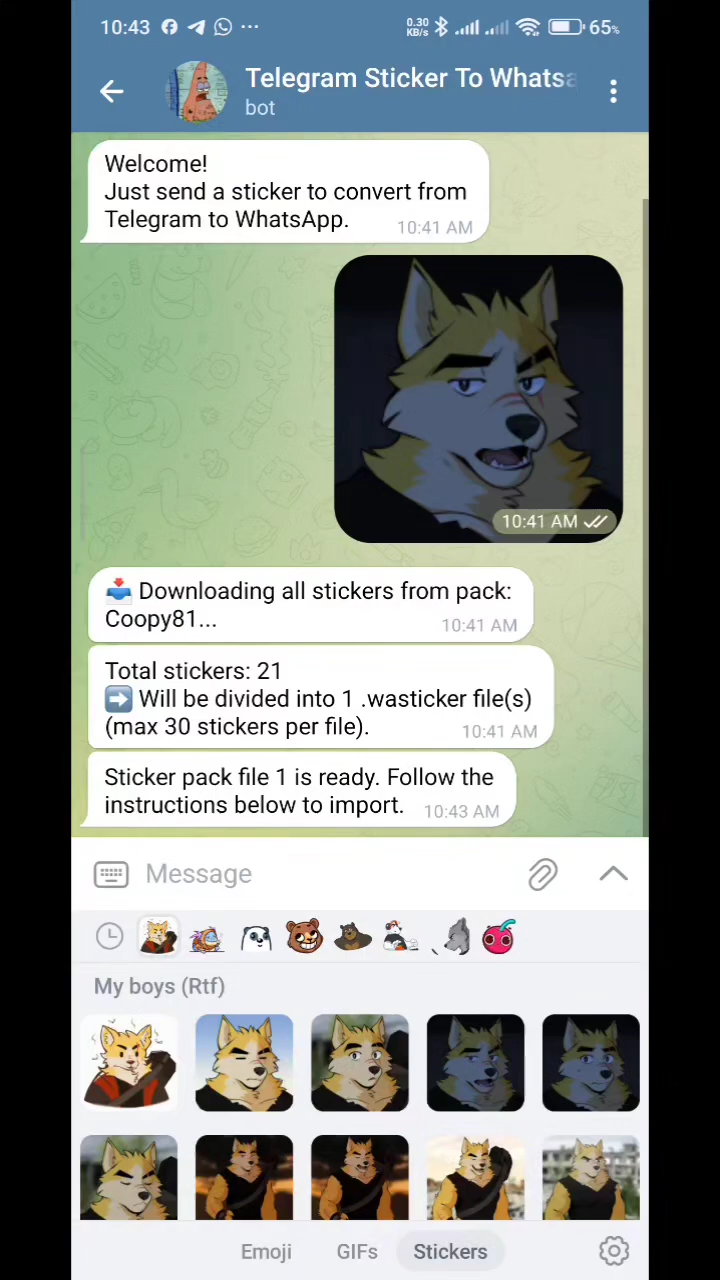 10:43 ... 0.30 KB/s 65%
Telegram Sticker To Whatsa
bot
Welcome!
Just send a sticker to convert from
Telegram to WhatsApp.
10:41 AM
10:41 AM
📥 Downloading all stickers from pack:
Coopy81...
10:41 AM
Total stickers: 21
➡️ Will be divided into 1 .wasticker file(s)
(max 30 stickers per file).
10:41 AM
Sticker pack file 1 is ready. Follow the
instructions below to import.
10:43 AM
Message
My boys (Rtf)
Emoji GIFs Stickers